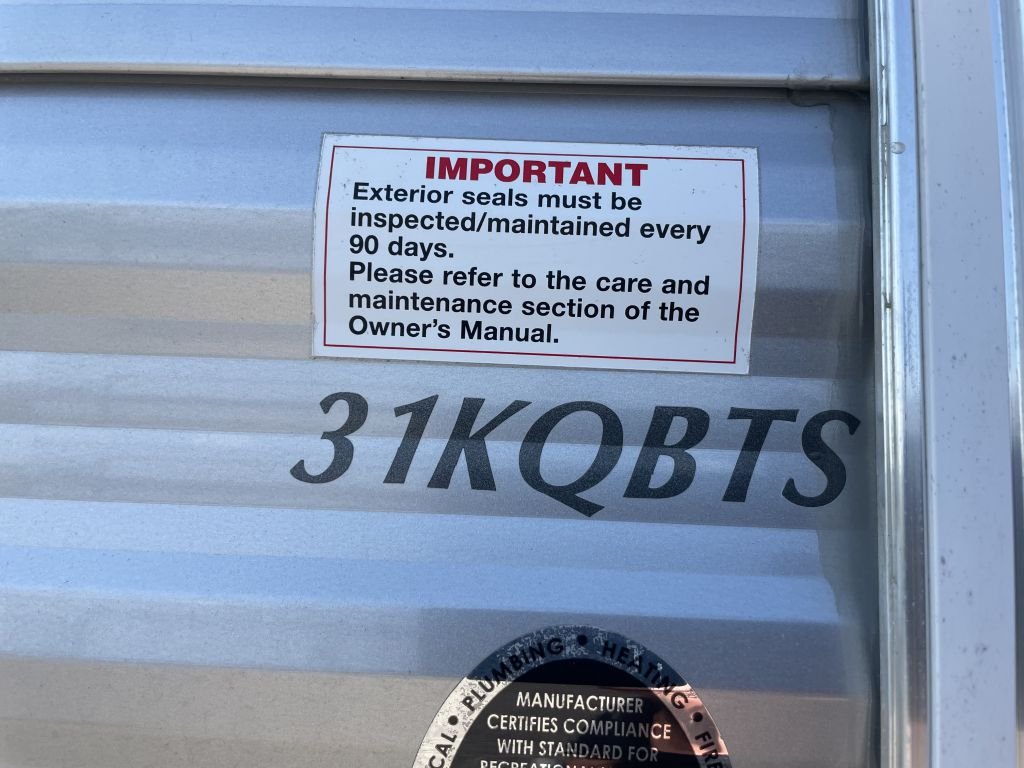 IMPORTANT
Exterior seals must be
inspected/maintained every
90 days.
Please refer to the care and
maintenance section of the
Owner's Manual.
31KQBTS
PLUMBING • HEATING •
MANUFACTURER
CERTIFIES COMPLIANCE
WITH STANDARD FOR